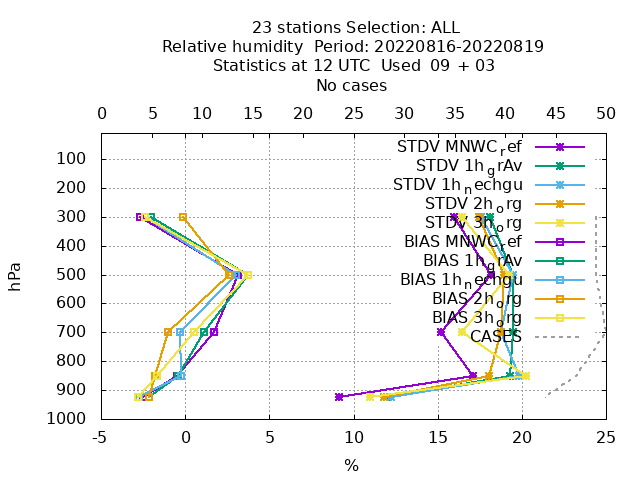 23 stations Selection: ALL
Relative humidity  Period: 20220816-20220819
Statistics at 12 UTC  Used  09 + 03
No cases
0 5 10 15 20 25 30 35 40 45 50
STDV MNWC_ref
STDV 1h_grAv
STDV 1h_nechgu
STDV 2h_org
STDV 3h_org
BIAS MNWC_ref
BIAS 1h_grAv
BIAS 1h_nechgu
BIAS 2h_org
BIAS 3h_org
CASES
hPa
100
200
300
400
500
600
700
800
900
1000
-5 0 5 10 15 20 25
%